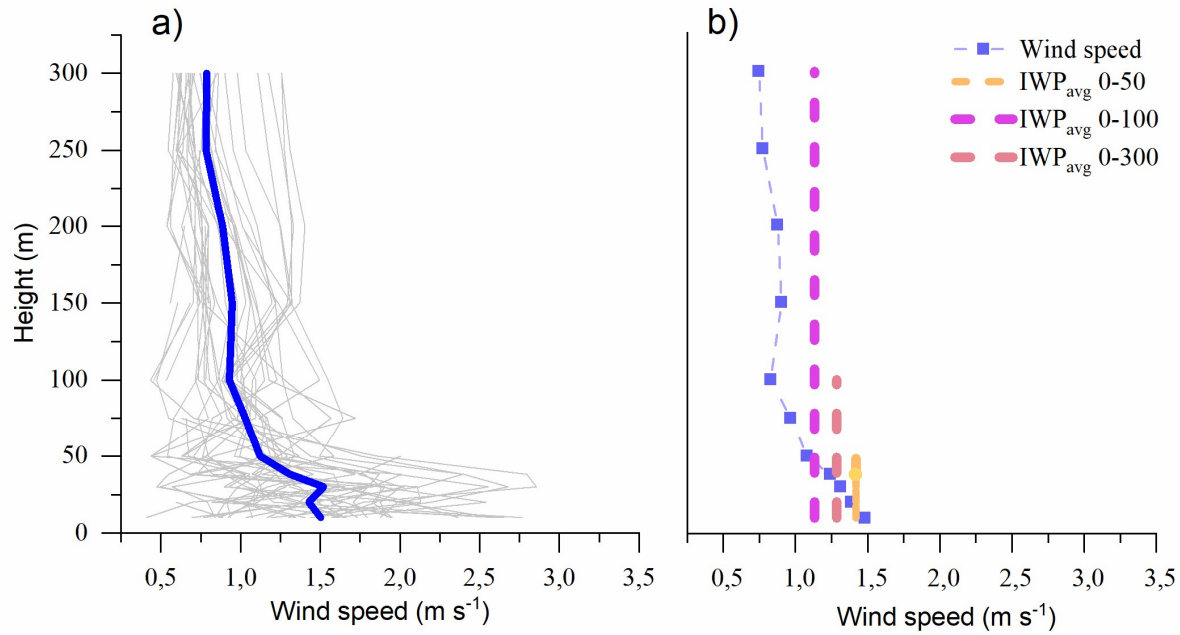 a)
300
250
200
150
100
50
0
Height (m)
0,5 1,0 1,5 2,0 2,5 3,0 3,5
Wind speed (m s⁻¹)
b)
Wind speed
IWPavg 0-50
IWPavg 0-100
IWPavg 0-300
0,5 1,0 1,5 2,0 2,5 3,0 3,5
Wind speed (m s⁻¹)